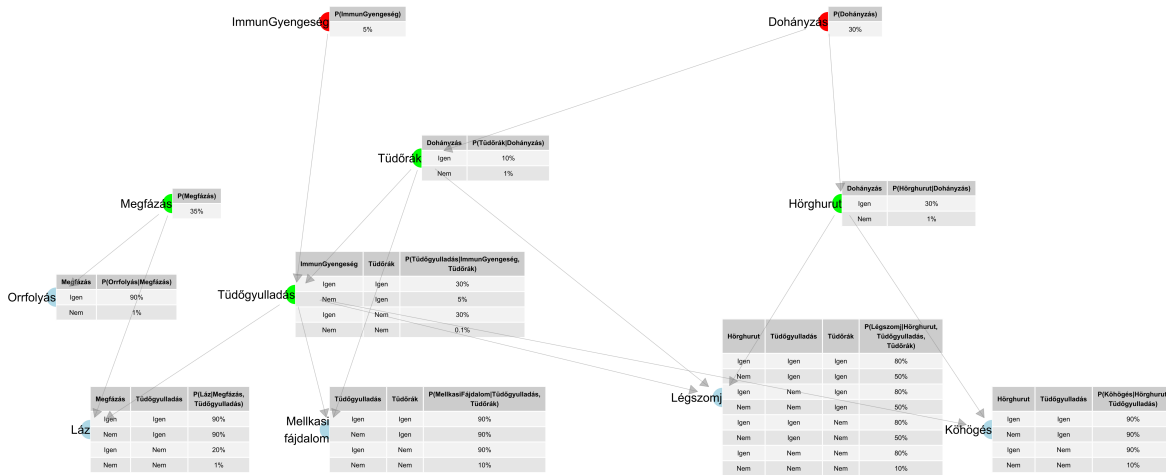 ImmunGyengeség
P(ImmunGyengeség)
5%
Dohányzás
P(Dohányzás)
30%
Tüdőrák
Dohányzás P(Tüdőrák|Dohányzás)
Igen 10%
Nem 1%
Megfázás
P(Megfázás)
35%
Hörghurut
Dohányzás P(Hörghurut|Dohányzás)
Igen 30%
Nem 1%
Orrfolyás
Megfázás P(Orrfolyás|Megfázás)
Igen 90%
Nem 1%
Tüdőgyulladás
ImmunGyengeség Tüdőrák P(Tüdőgyulladás|ImmunGyengeség,
Tüdőrák)
Igen Igen 30%
Nem Igen 5%
Igen Nem 30%
Nem Nem 0.1%
Láz
Megfázás Tüdőgyulladás P(Láz|Megfázás,
Tüdőgyulladás)
Igen Igen 90%
Nem Igen 90%
Igen Nem 20%
Nem Nem 1%
Mellkasi
fájdalom
Tüdőgyulladás Tüdőrák P(MellkasiFájdalom|Tüdőgyulladás,
Tüdőrák)
Igen Igen 90%
Nem Igen 90%
Igen Nem 90%
Nem Nem 10%
Légszomj
Hörghurut Tüdőgyulladás Tüdőrák P(Légszomj|Hörghurut,
Tüdőgyulladás,
Tüdőrák)
Igen Igen Igen 80%
Nem Igen Igen 50%
Igen Nem Igen 80%
Nem Nem Igen 50%
Igen Igen Nem 80%
Nem Igen Nem 50%
Igen Nem Nem 80%
Nem Nem Nem 10%
Köhögés
Hörghurut Tüdőgyulladás P(Köhögés|Hörghurut,
Tüdőgyulladás)
Igen Igen 90%
Nem Igen 90%
Igen Nem 90%
Nem Nem 10%